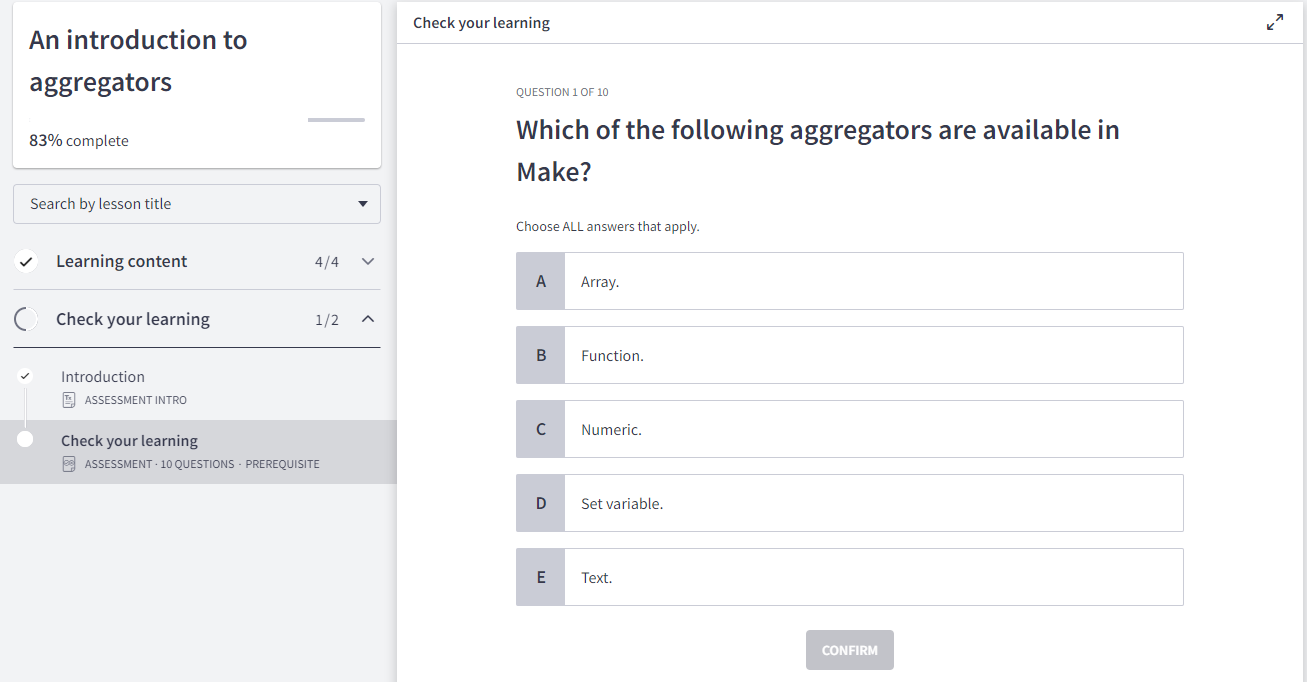 An introduction to
aggregators
83% complete
Search by lesson title
Learning content 4/4
Check your learning 1/2
Introduction
ASSESSMENT INTRO
Check your learning
ASSESSMENT · 10 QUESTIONS · PREREQUISITE
Check your learning
QUESTION 1 OF 10
Which of the following aggregators are available in
Make?
Choose ALL answers that apply.
A Array.
B Function.
C Numeric.
D Set variable.
E Text.
CONFIRM